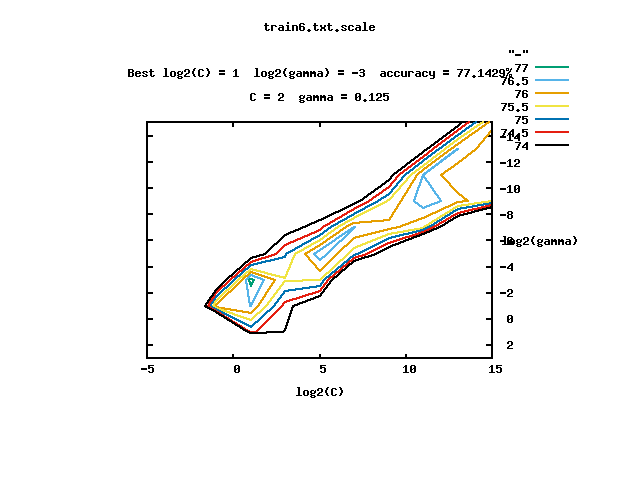 train6.txt.scale
"-"
Best log2(C) = 1  log2(gamma) = -3  accuracy = 77.1429%
C = 2  gamma = 0.125
77
76.5
76
75.5
75
74.5
74
-14
-12
-10
-8
-6
-4
-2
0
2
log2(gamma)
-5 0 5 10 15
log2(C)